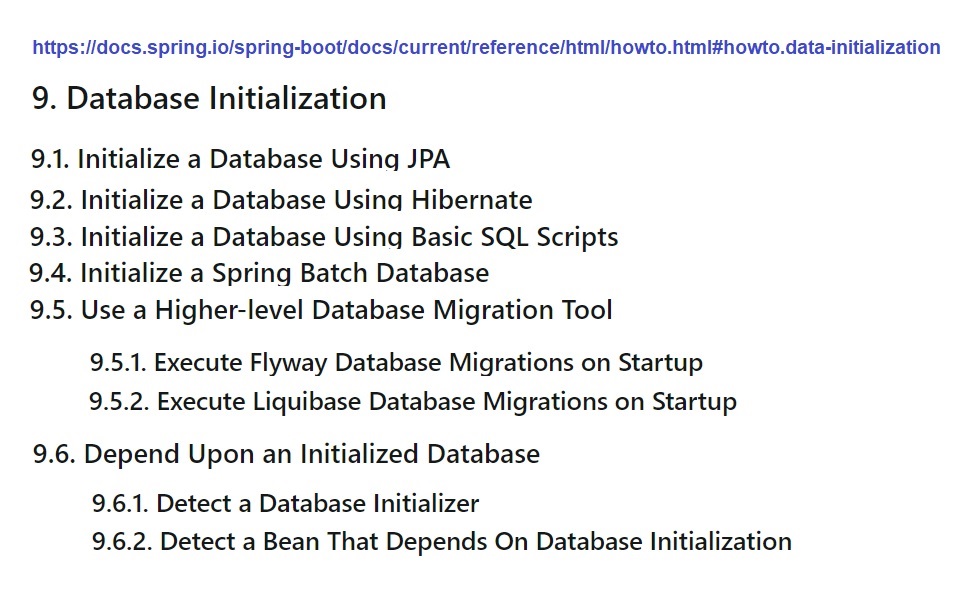 https://docs.spring.io/spring-boot/docs/current/reference/html/howto.html#howto.data-initialization
9. Database Initialization
9.1. Initialize a Database Using JPA
9.2. Initialize a Database Using Hibernate
9.3. Initialize a Database Using Basic SQL Scripts
9.4. Initialize a Spring Batch Database
9.5. Use a Higher-level Database Migration Tool
9.5.1. Execute Flyway Database Migrations on Startup
9.5.2. Execute Liquibase Database Migrations on Startup
9.6. Depend Upon an Initialized Database
9.6.1. Detect a Database Initializer
9.6.2. Detect a Bean That Depends On Database Initialization